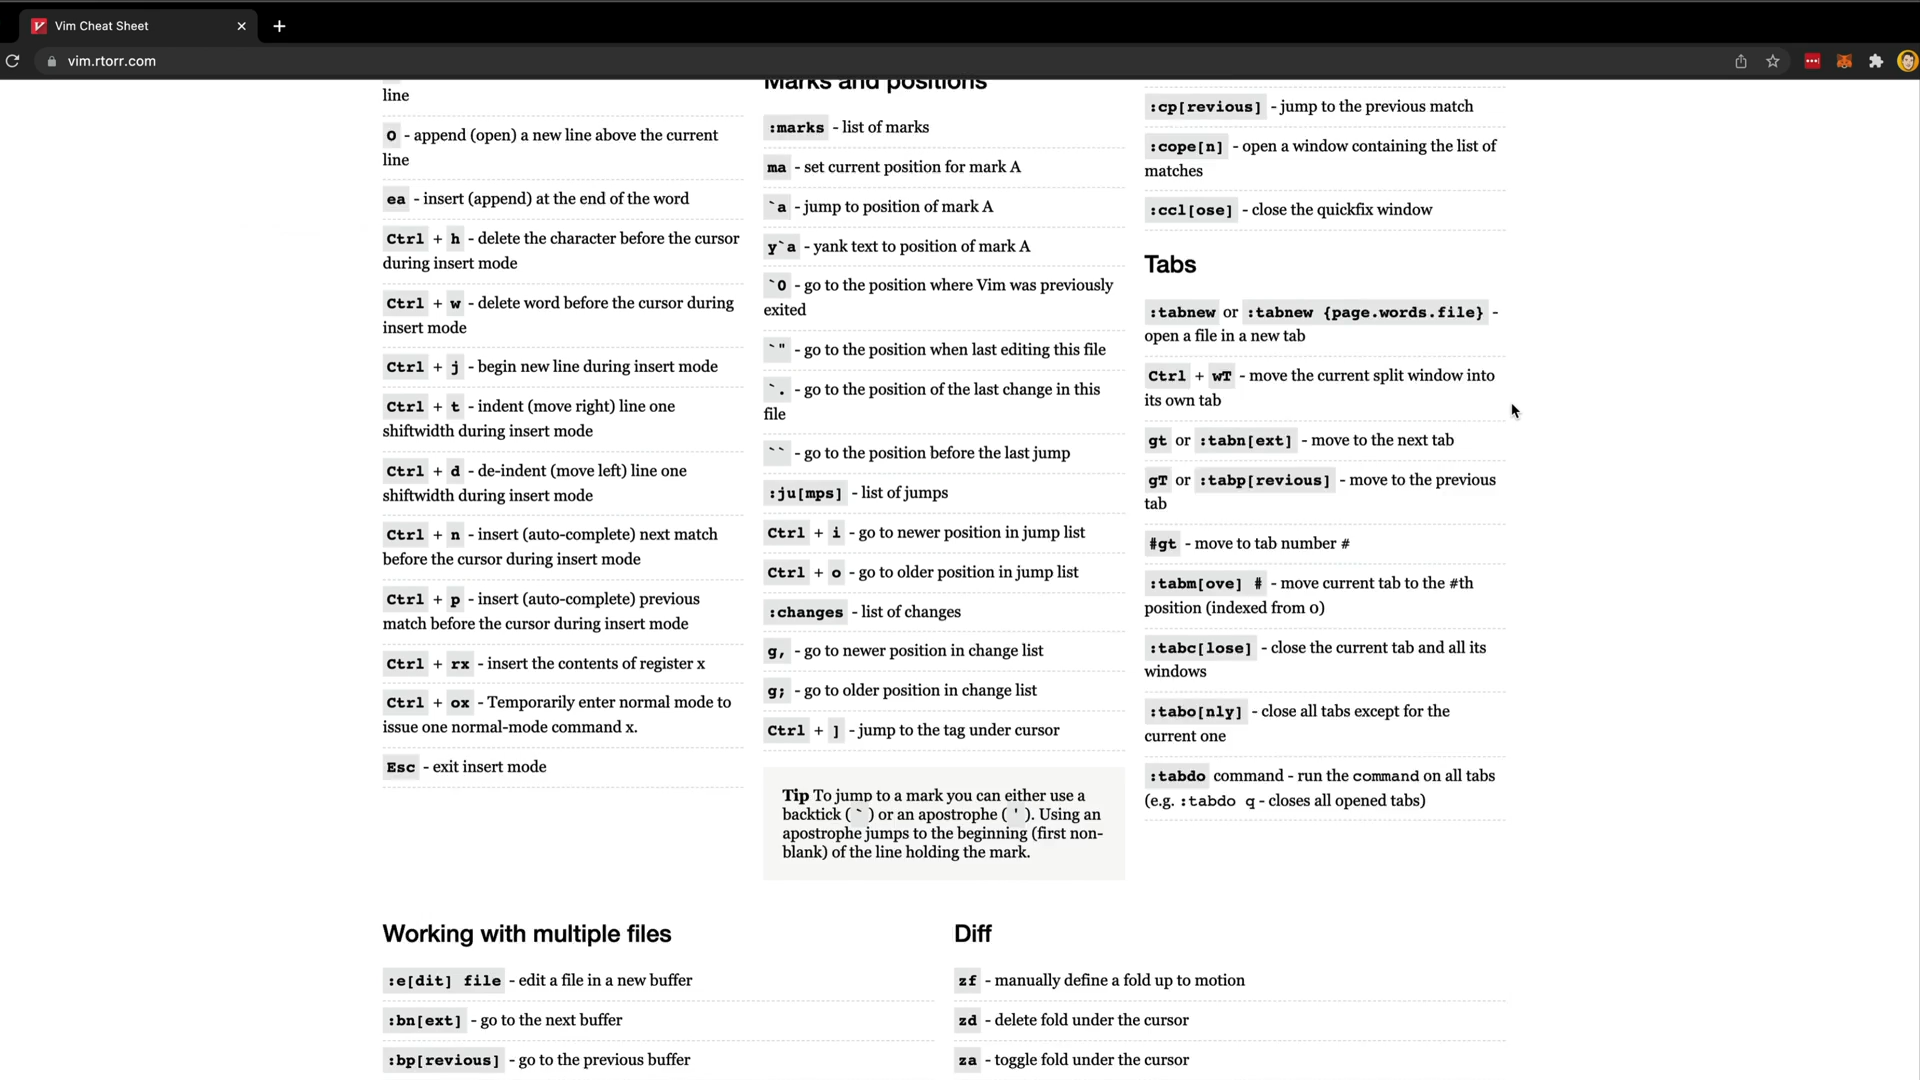 Vim Cheat Sheet
vim.rtorr.com
line
O - append (open) a new line above the current
line
ea - insert (append) at the end of the word
Ctrl + h - delete the character before the cursor
during insert mode
Ctrl + w - delete word before the cursor during
insert mode
Ctrl + j - begin new line during insert mode
Ctrl + t - indent (move right) line one
shiftwidth during insert mode
Ctrl + d - de-indent (move left) line one
shiftwidth during insert mode
Ctrl + n - insert (auto-complete) next match
before the cursor during insert mode
Ctrl + p - insert (auto-complete) previous
match before the cursor during insert mode
Ctrl + rx - insert the contents of register x
Ctrl + ox - Temporarily enter normal mode to
issue one normal-mode command x.
Esc - exit insert mode
Marks and positions
:marks - list of marks
ma - set current position for mark A
`a - jump to position of mark A
y`a - yank text to position of mark A
`0 - go to the position where Vim was previously
exited
`" - go to the position when last editing this file
`. - go to the position of the last change in this
file
`` - go to the position before the last jump
:ju[mps] - list of jumps
Ctrl + i - go to newer position in jump list
Ctrl + o - go to older position in jump list
:changes - list of changes
g, - go to newer position in change list
g; - go to older position in change list
Ctrl + ] - jump to the tag under cursor
Tip To jump to a mark you can either use a
backtick ( ` ) or an apostrophe ( ' ). Using an
apostrophe jumps to the beginning (first non-
blank) of the line holding the mark.
:cp[revious] - jump to the previous match
:cope[n] - open a window containing the list of
matches
:ccl[ose] - close the quickfix window
Tabs
:tabnew or :tabnew {page.words.file} -
open a file in a new tab
Ctrl + wT - move the current split window into
its own tab
gt or :tabn[ext] - move to the next tab
gT or :tabp[revious] - move to the previous
tab
#gt - move to tab number #
:tabm[ove] # - move current tab to the #th
position (indexed from 0)
:tabc[lose] - close the current tab and all its
windows
:tabo[nly] - close all tabs except for the
current one
:tabdo command - run the command on all tabs
(e.g. :tabdo q - closes all opened tabs)
Working with multiple files
:e[dit] file - edit a file in a new buffer
:bn[ext] - go to the next buffer
:bp[revious] - go to the previous buffer
Diff
zf - manually define a fold up to motion
zd - delete fold under the cursor
za - toggle fold under the cursor